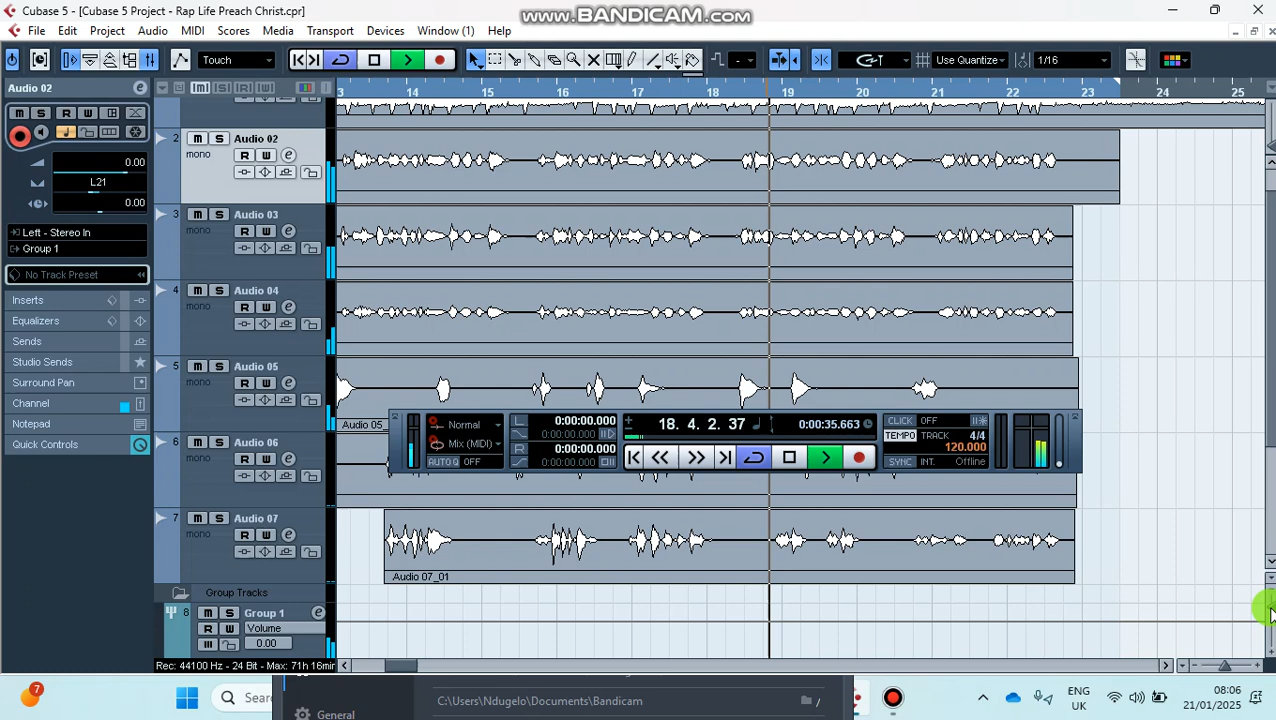 Cubase 5 - [Cubase 5 Project - Rap Life Preach Christ.cpr]
www.BANDICAM.com
File Edit Project Audio MIDI Scores Media Transport Devices Window (1) Help
Touch
Use Quantize
1/16
Audio 02
M S R W
0.00
L21
0.00
Left - Stereo In
Group 1
No Track Preset
Inserts
Equalizers
Sends
Studio Sends
Surround Pan
Channel
Notepad
Quick Controls
3 14 15 16 17 18 19 20 21 22 23 24 25
2 M S Audio 02
mono R W e
3 M S Audio 03
mono R W e
4 M S Audio 04
mono R W e
5 M S Audio 05
mono R W e
Audio 05_
6 M S Audio 06
mono R W e
7 M S Audio 07
mono R W e
Audio 07_01
Group Tracks
8 Group 1
M S
R W Volume
0.00
Normal
Mix (MIDI)
AUTO Q OFF
L 0:00:00.000
0:00:00.000
R 0:00:00.000
0:00:00.000
18. 4. 2. 37
0:00:35.663
CLICK OFF
TEMPO TRACK 4/4
120.000
SYNC INT. Offline
Rec: 44100 Hz - 24 Bit - Max: 71h 16min
7
Sear
C:\Users\Ndugelo\Documents\Bandicam
General
ENG
UK
08:06
21/01/2025